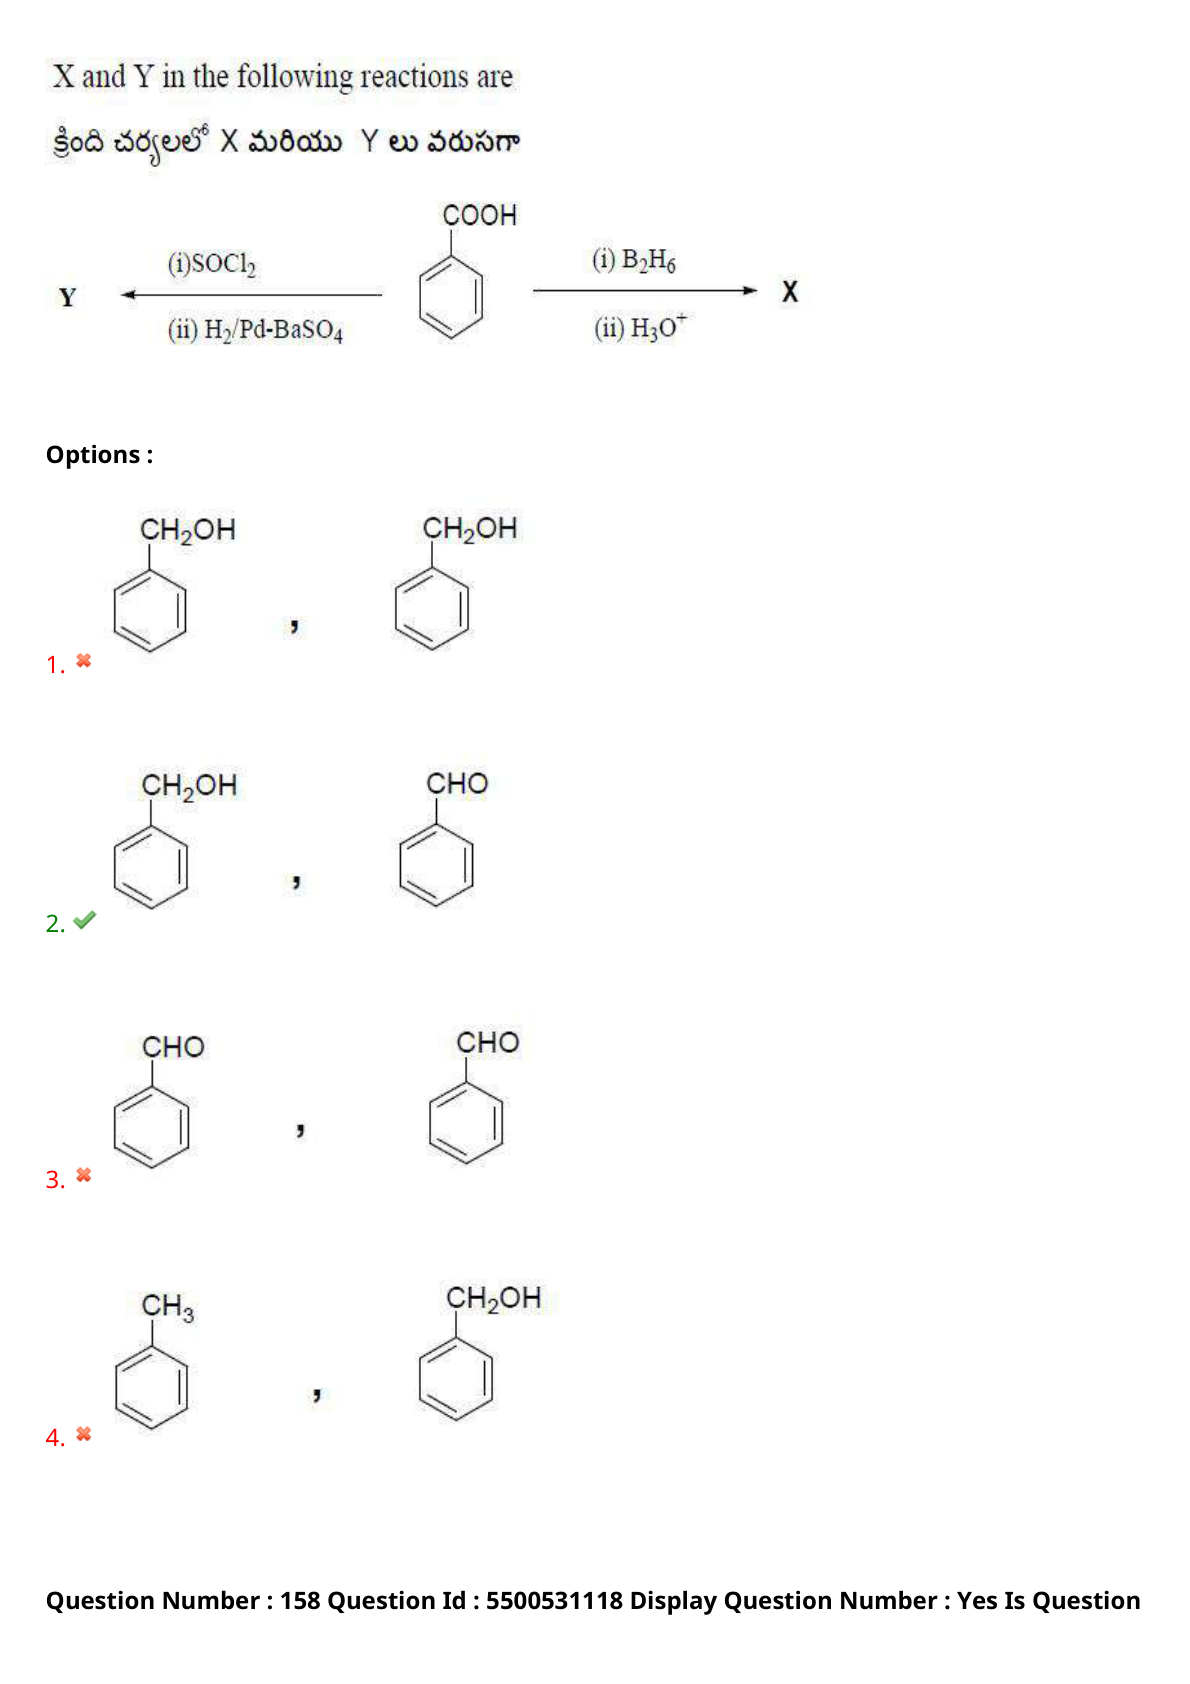 X and Y in the following reactions are
క్రింది చర్యలలో X మరియు Y లు వరుసగా
COOH
(i)SOCl2
(i) B2H6
Y
X
(ii) H2/Pd-BaSO4
(ii) H3O+
Options :
CH2OH CH2OH
,
1.
CH2OH CHO
,
2.
CHO CHO
,
3.
CH3 CH2OH
,
4.
Question Number : 158 Question Id : 5500531118 Display Question Number : Yes Is Question